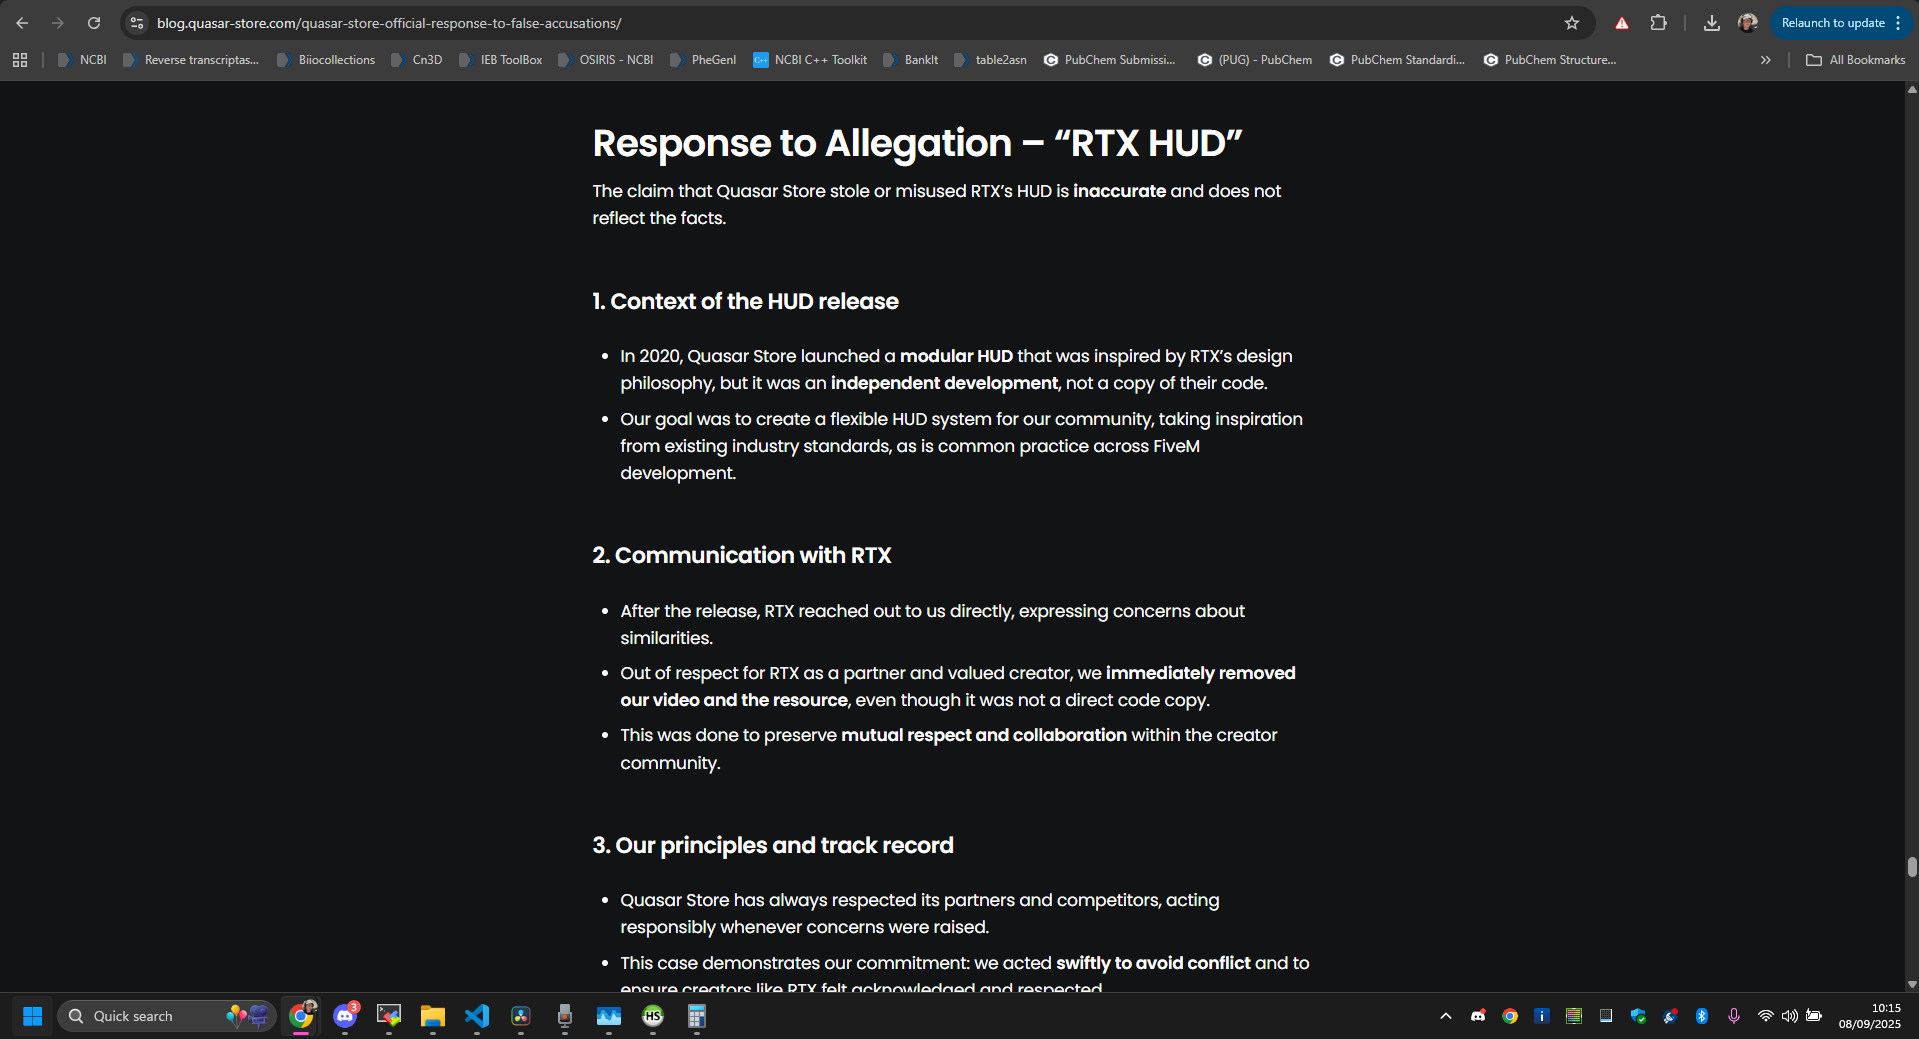 blog.quasar-store.com/quasar-store-official-response-to-false-accusations/
Relaunch to update
NCBI
Reverse transcriptas...
Biiocollections
Cn3D
IEB ToolBox
OSIRIS - NCBI
PheGenI
C++
NCBI C++ Toolkit
BankIt
table2asn
PubChem Submissi...
(PUG) - PubChem
PubChem Standardi...
PubChem Structure...
»
All Bookmarks
Response to Allegation – “RTX HUD”
The claim that Quasar Store stole or misused RTX’s HUD is inaccurate and does not
reflect the facts.
1. Context of the HUD release
• In 2020, Quasar Store launched a modular HUD that was inspired by RTX’s design
philosophy, but it was an independent development, not a copy of their code.
• Our goal was to create a flexible HUD system for our community, taking inspiration
from existing industry standards, as is common practice across FiveM
development.
2. Communication with RTX
• After the release, RTX reached out to us directly, expressing concerns about
similarities.
• Out of respect for RTX as a partner and valued creator, we immediately removed
our video and the resource, even though it was not a direct code copy.
• This was done to preserve mutual respect and collaboration within the creator
community.
3. Our principles and track record
• Quasar Store has always respected its partners and competitors, acting
responsibly whenever concerns were raised.
• This case demonstrates our commitment: we acted swiftly to avoid conflict and to
ensure creators like RTX felt acknowledged and respected.
Quick search
3
HS
10:15
08/09/2025